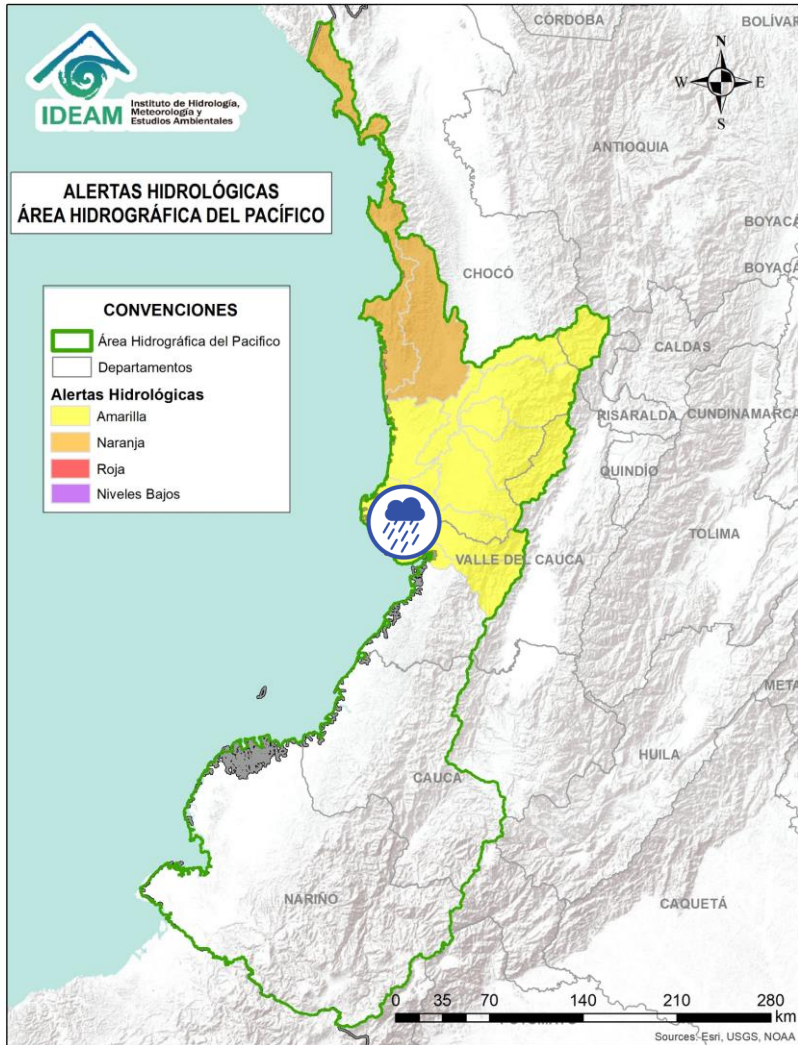 IDEAM
Instituto de Hidrología,
Meteorología y
Estudios Ambientales
CÓRDOBA
BOLÍVAR
N
W
E
S
ANTIOQUIA
ALERTAS HIDROLÓGICAS
ÁREA HIDROGRÁFICA DEL PACÍFICO
BOYACÁ
BOYACÁ
CHOCÓ
CONVENCIONES
Área Hidrográfica del Pacifico
Departamentos
Alertas Hidrológicas
Amarilla
Naranja
Roja
Niveles Bajos
CALDAS
RISARALDA
CUNDINAMARCA
QUINDÍO
TOLIMA
VALLE DEL CAUCA
META
HUILA
CAUCA
NARIÑO
CAQUETÁ
0 35 70 140 210 280
km
Sources: Esri, USGS, NOAA